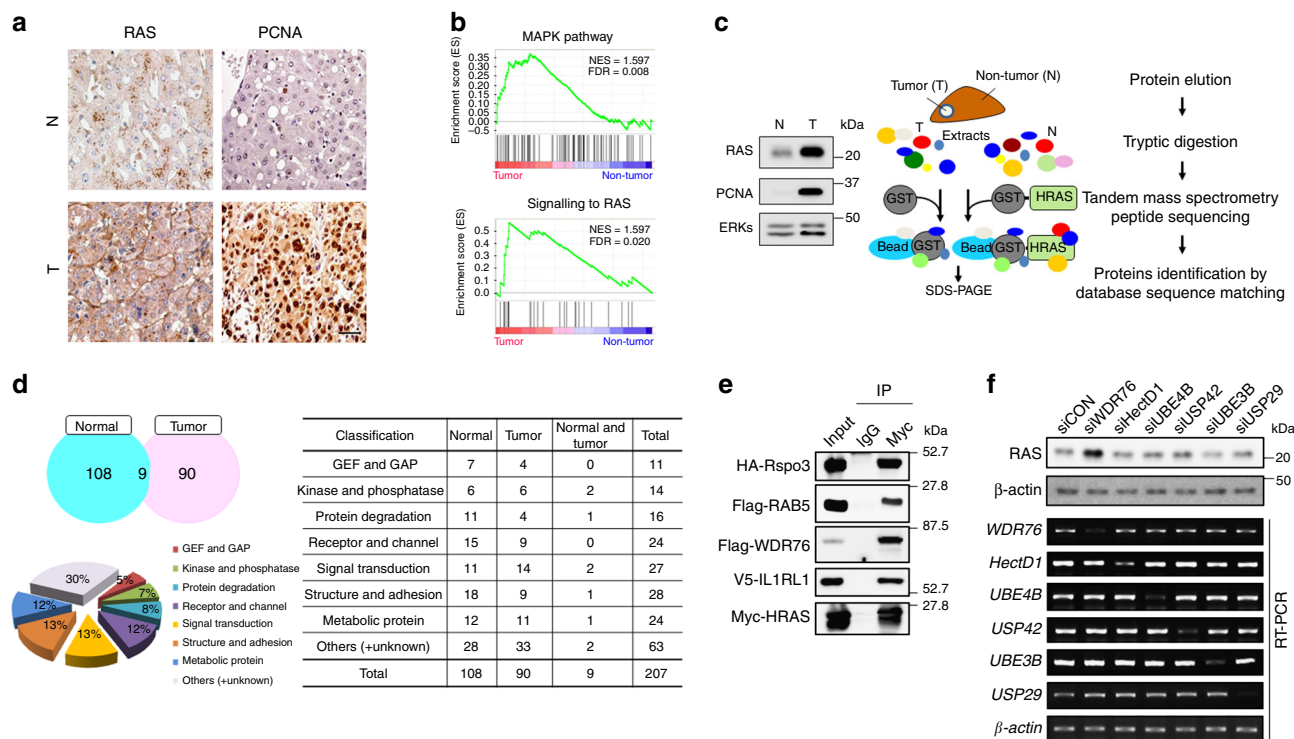 a
RAS
PCNA
N
T
b
MAPK pathway
Enrichment score (ES)
0.35
0.30
0.25
0.20
0.15
0.10
0.05
0.00
−0.5
NES = 1.597
FDR = 0.008
Tumor
Non-tumor
Signalling to RAS
Enrichment score (ES)
0.5
0.4
0.3
0.2
0.1
0.0
NES = 1.597
FDR = 0.020
Tumor
Non-tumor
c
N T kDa
RAS
20
PCNA
37
ERKs
50
Tumor (T)
Non-tumor (N)
T
Extracts
N
GST
GST
HRAS
Bead
GST
Bead
GST
HRAS
SDS-PAGE
Protein elution
Tryptic digestion
Tandem mass spectrometry
peptide sequencing
Proteins identification by
database sequence matching
d
Normal
Tumor
108
9
90
30%
5%
7%
8%
12%
13%
13%
12%
GEF and GAP
Kinase and phosphatase
Protein degradation
Receptor and channel
Signal transduction
Structure and adhesion
Metabolic protein
Others (+unknown)
Classification Normal Tumor Normal and tumor Total
GEF and GAP 7 4 0 11
Kinase and phosphatase 6 6 2 14
Protein degradation 11 4 1 16
Receptor and channel 15 9 0 24
Signal transduction 11 14 2 27
Structure and adhesion 18 9 1 28
Metabolic protein 12 11 1 24
Others (+unknown) 28 33 2 63
Total 108 90 9 207
e
IP
Input IgG Myc kDa
HA-Rspo3
52.7
Flag-RAB5
27.8
Flag-WDR76
87.5
V5-IL1RL1
52.7
Myc-HRAS
27.8
f
siCON siWDR76 siHectD1 siUBE4B siUSP42 siUBE3B siUSP29
kDa
RAS
20
β-actin
50
WDR76
HectD1
UBE4B
USP42
UBE3B
USP29
β-actin
RT-PCR